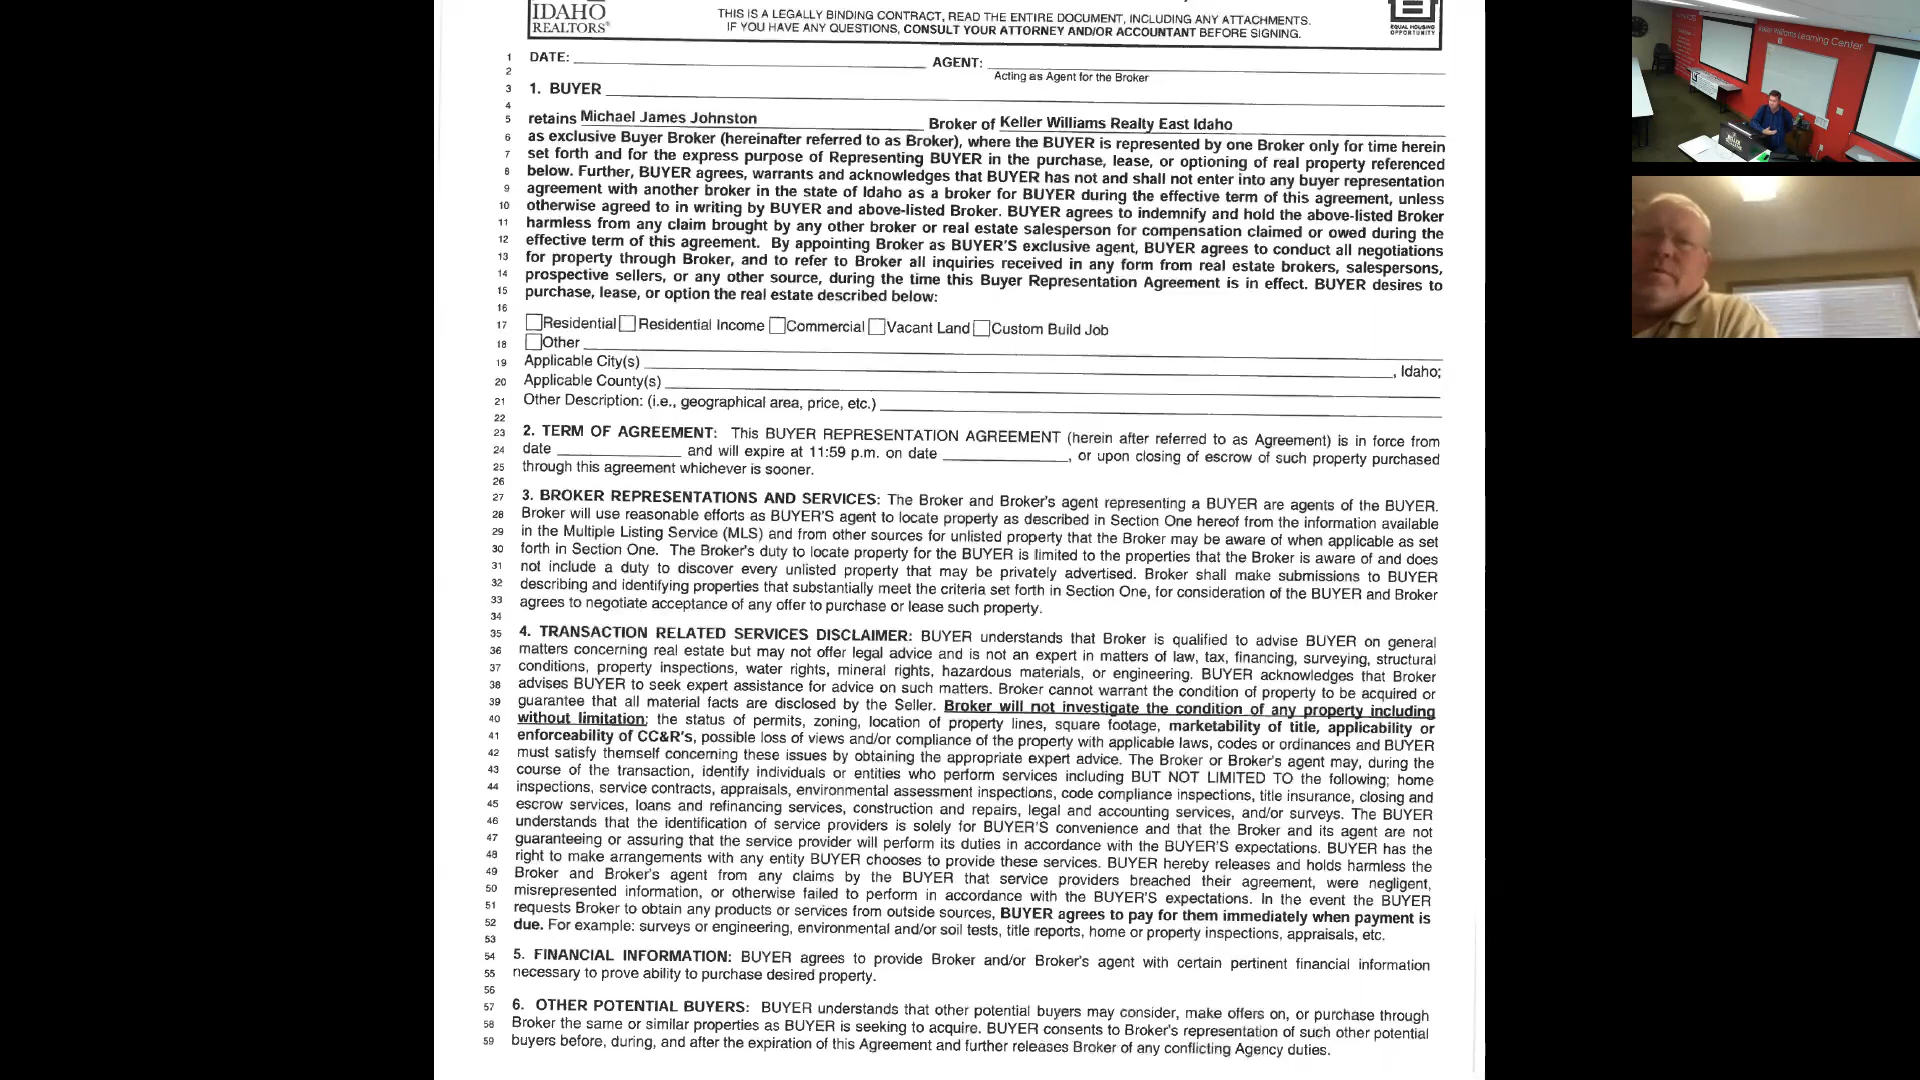 IDAHO
REALTORS®
THIS IS A LEGALLY BINDING CONTRACT, READ THE ENTIRE DOCUMENT, INCLUDING ANY ATTACHMENTS.
IF YOU HAVE ANY QUESTIONS, CONSULT YOUR ATTORNEY AND/OR ACCOUNTANT BEFORE SIGNING.
EQUAL HOUSING
OPPORTUNITY
1 DATE: AGENT:
2 Acting as Agent for the Broker
3 1. BUYER
4
5 retains Michael James Johnston Broker of Keller Williams Realty East Idaho
6 as exclusive Buyer Broker (hereinafter referred to as Broker), where the BUYER is represented by one Broker only for time herein
7 set forth and for the express purpose of Representing BUYER in the purchase, lease, or optioning of real property referenced
8 below. Further, BUYER agrees, warrants and acknowledges that BUYER has not and shall not enter into any buyer representation
9 agreement with another broker in the state of Idaho as a broker for BUYER during the effective term of this agreement, unless
10 otherwise agreed to in writing by BUYER and above-listed Broker. BUYER agrees to indemnify and hold the above-listed Broker
11 harmless from any claim brought by any other broker or real estate salesperson for compensation claimed or owed during the
12 effective term of this agreement. By appointing Broker as BUYER'S exclusive agent, BUYER agrees to conduct all negotiations
13 for property through Broker, and to refer to Broker all inquiries received in any form from real estate brokers, salespersons,
14 prospective sellers, or any other source, during the time this Buyer Representation Agreement is in effect. BUYER desires to
15 purchase, lease, or option the real estate described below:
16
17 Residential Residential Income Commercial Vacant Land Custom Build Job
18 Other
19 Applicable City(s) , Idaho;
20 Applicable County(s)
21 Other Description: (i.e., geographical area, price, etc.)
22
23 2. TERM OF AGREEMENT: This BUYER REPRESENTATION AGREEMENT (herein after referred to as Agreement) is in force from
24 date and will expire at 11:59 p.m. on date , or upon closing of escrow of such property purchased
25 through this agreement whichever is sooner.
26
27 3. BROKER REPRESENTATIONS AND SERVICES: The Broker and Broker's agent representing a BUYER are agents of the BUYER.
28 Broker will use reasonable efforts as BUYER'S agent to locate property as described in Section One hereof from the information available
29 in the Multiple Listing Service (MLS) and from other sources for unlisted property that the Broker may be aware of when applicable as set
30 forth in Section One. The Broker's duty to locate property for the BUYER is limited to the properties that the Broker is aware of and does
31 not include a duty to discover every unlisted property that may be privately advertised. Broker shall make submissions to BUYER
32 describing and identifying properties that substantially meet the criteria set forth in Section One, for consideration of the BUYER and Broker
33 agrees to negotiate acceptance of any offer to purchase or lease such property.
34
35 4. TRANSACTION RELATED SERVICES DISCLAIMER: BUYER understands that Broker is qualified to advise BUYER on general
36 matters concerning real estate but may not offer legal advice and is not an expert in matters of law, tax, financing, surveying, structural
37 conditions, property inspections, water rights, mineral rights, hazardous materials, or engineering. BUYER acknowledges that Broker
38 advises BUYER to seek expert assistance for advice on such matters. Broker cannot warrant the condition of property to be acquired or
39 guarantee that all material facts are disclosed by the Seller. Broker will not investigate the condition of any property including
40 without limitation; the status of permits, zoning, location of property lines, square footage, marketability of title, applicability or
41 enforceability of CC&R's, possible loss of views and/or compliance of the property with applicable laws, codes or ordinances and BUYER
42 must satisfy themself concerning these issues by obtaining the appropriate expert advice. The Broker or Broker's agent may, during the
43 course of the transaction, identify individuals or entities who perform services including BUT NOT LIMITED TO the following; home
44 inspections, service contracts, appraisals, environmental assessment inspections, code compliance inspections, title insurance, closing and
45 escrow services, loans and refinancing services, construction and repairs, legal and accounting services, and/or surveys. The BUYER
46 understands that the identification of service providers is solely for BUYER'S convenience and that the Broker and its agent are not
47 guaranteeing or assuring that the service provider will perform its duties in accordance with the BUYER'S expectations. BUYER has the
48 right to make arrangements with any entity BUYER chooses to provide these services. BUYER hereby releases and holds harmless the
49 Broker and Broker's agent from any claims by the BUYER that service providers breached their agreement, were negligent,
50 misrepresented information, or otherwise failed to perform in accordance with the BUYER'S expectations. In the event the BUYER
51 requests Broker to obtain any products or services from outside sources, BUYER agrees to pay for them immediately when payment is
52 due. For example: surveys or engineering, environmental and/or soil tests, title reports, home or property inspections, appraisals, etc.
53
54 5. FINANCIAL INFORMATION: BUYER agrees to provide Broker and/or Broker's agent with certain pertinent financial information
55 necessary to prove ability to purchase desired property.
56
57 6. OTHER POTENTIAL BUYERS: BUYER understands that other potential buyers may consider, make offers on, or purchase through
58 Broker the same or similar properties as BUYER is seeking to acquire. BUYER consents to Broker's representation of such other potential
59 buyers before, during, and after the expiration of this Agreement and further releases Broker of any conflicting Agency duties.
Keller Williams Learning Center